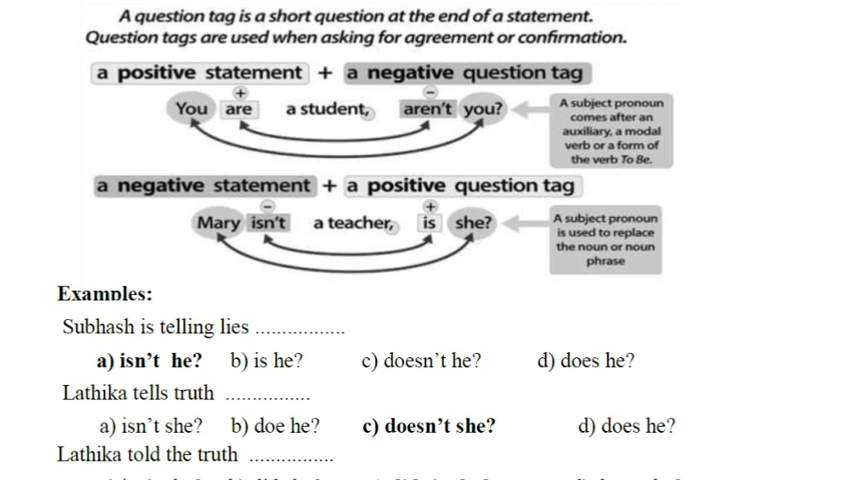 A question tag is a short question at the end of a statement.
Question tags are used when asking for agreement or confirmation.
a positive statement + a negative question tag
+ −
You are a student, aren't you?
A subject pronoun
comes after an
auxiliary, a modal
verb or a form of
the verb To Be.
a negative statement + a positive question tag
− +
Mary isn't a teacher, is she?
A subject pronoun
is used to replace
the noun or noun
phrase
Examples:
Subhash is telling lies .................
a) isn't he? b) is he? c) doesn't he? d) does he?
Lathika tells truth ................
a) isn't she? b) doe he? c) doesn't she? d) does he?
Lathika told the truth ................